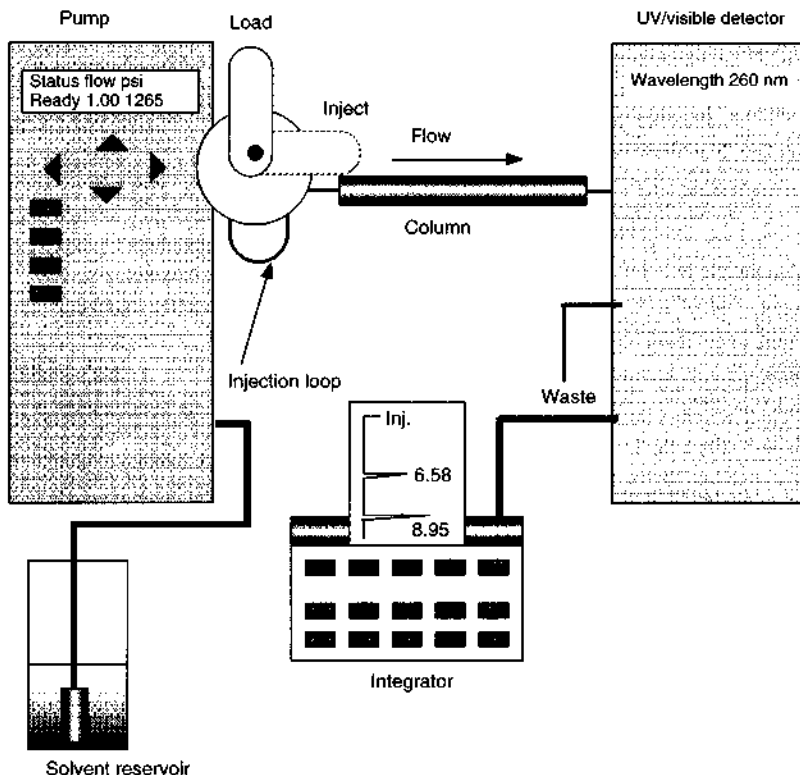 Pump
Load
UV/visible detector
Status flow psi
Ready 1.00 1265
Wavelength 260 nm
Inject
Flow
Column
Injection loop
Waste
Inj.
6.58
8.95
Integrator
Solvent reservoir